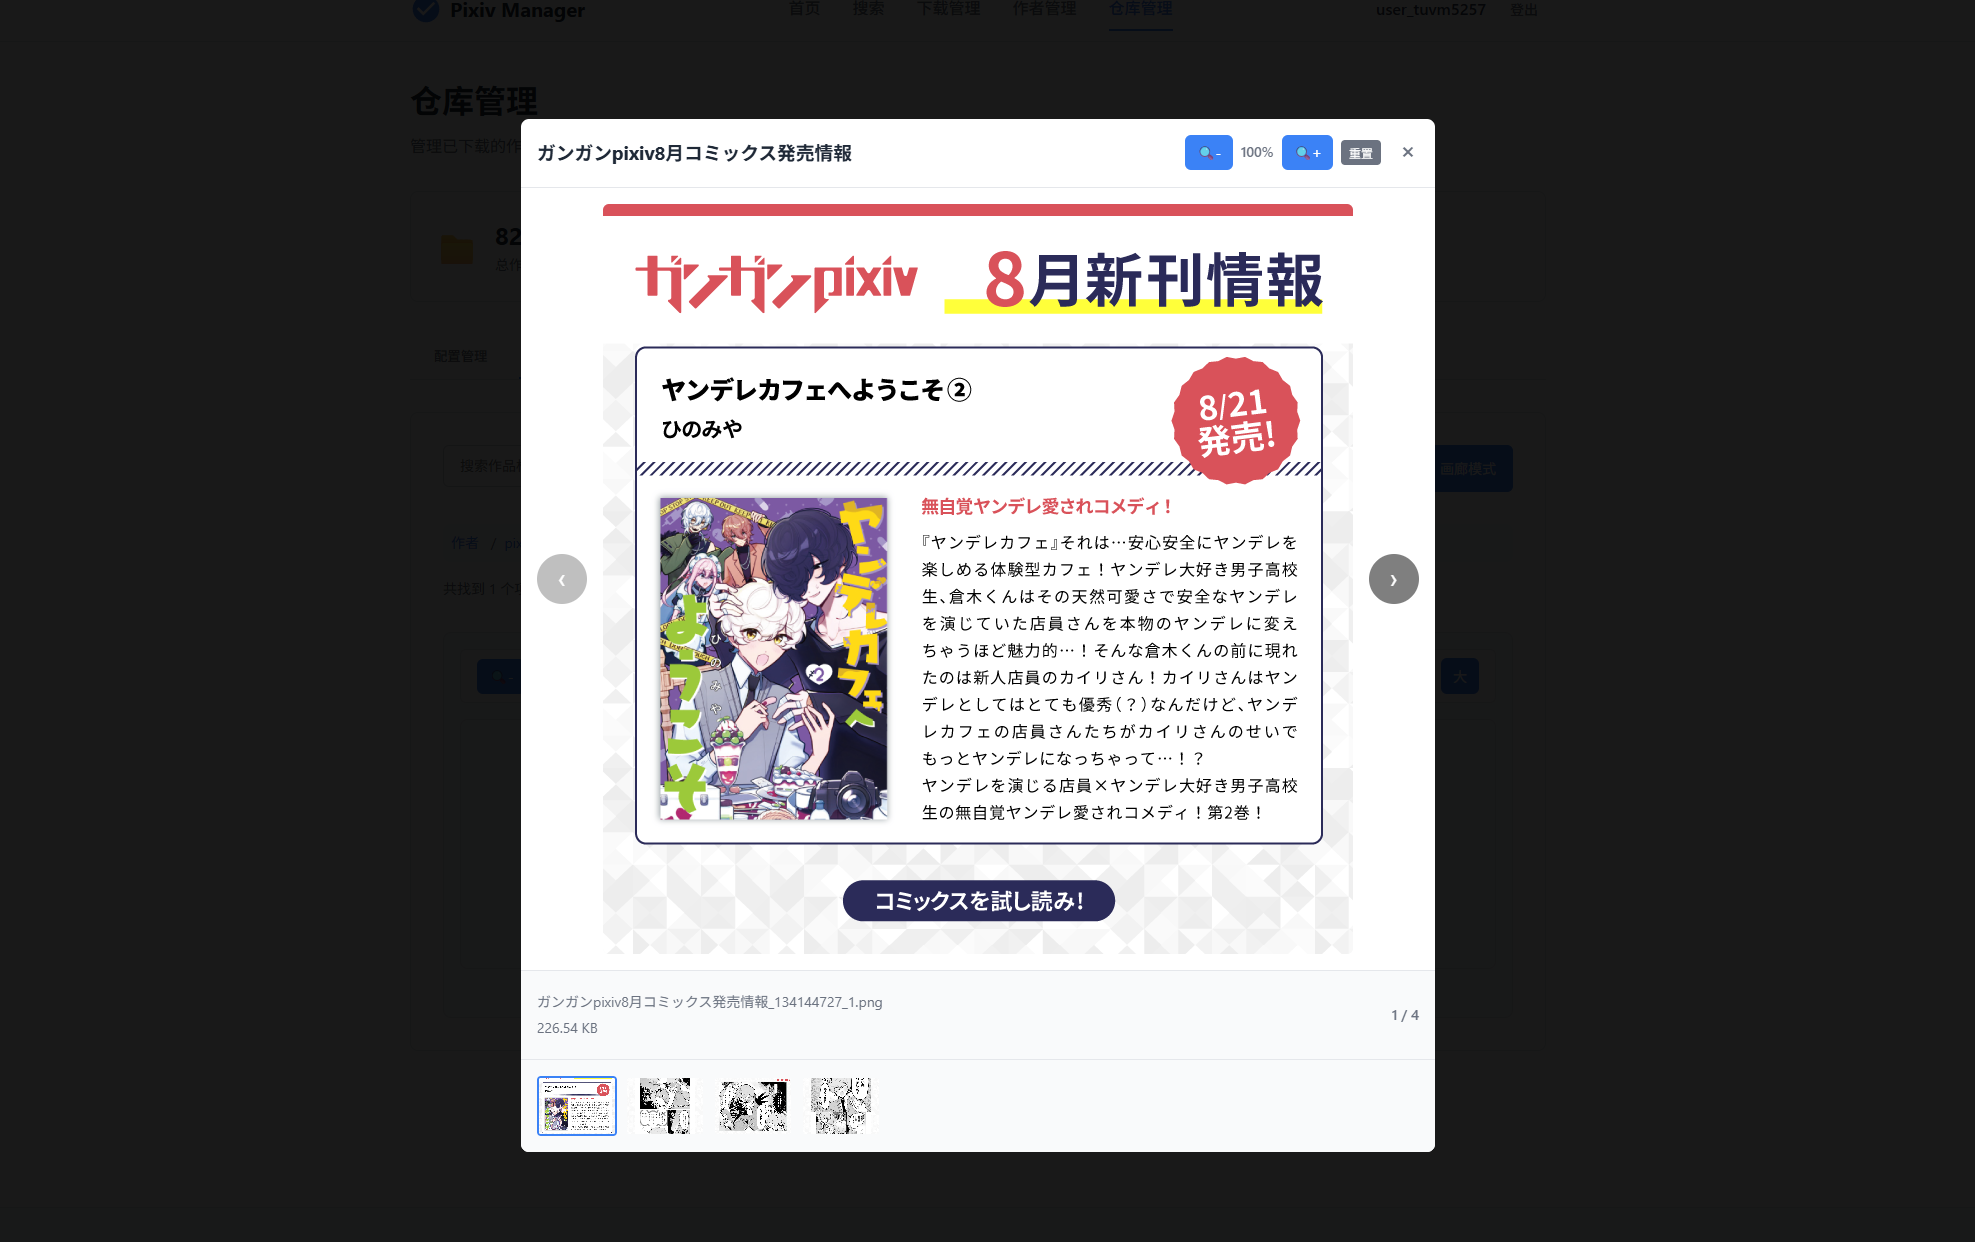 Pixiv Manager
首页
搜索
下载管理
作者管理
仓库管理
user_tuvm5257
登出
仓库管理
管理已下载的作
82
总作
配置管理
搜索作品
画廊模式
作者 / pix
共找到 1 个项
大
ガンガンpixiv8月コミックス発売情報
-
100%
+
重置
×
ガンガンpixiv
8月新刊情報
ヤンデレカフェへようこそ②
ひのみや
8/21
発売!
無自覚ヤンデレ愛されコメディ！
『ヤンデレカフェ』それは…安心安全にヤンデレを
楽しめる体験型カフェ！ヤンデレ大好き男子高校
生、倉木くんはその天然可愛さで安全なヤンデレ
を演じていた店員さんを本物のヤンデレに変え
ちゃうほど魅力的…！そんな倉木くんの前に現れ
たのは新人店員のカイリさん！カイリさんはヤン
デレとしてはとても優秀（？）なんだけど、ヤンデ
レカフェの店員さんたちがカイリさんのせいで
もっとヤンデレになっちゃって…！？
ヤンデレを演じる店員×ヤンデレ大好き男子高校
生の無自覚ヤンデレ愛されコメディ！第2巻！
ヤンデレカフェへ
ようこそ
2
ひのみや
コミックスを試し読み!
‹
›
ガンガンpixiv8月コミックス発売情報_134144727_1.png
226.54 KB
1 / 4